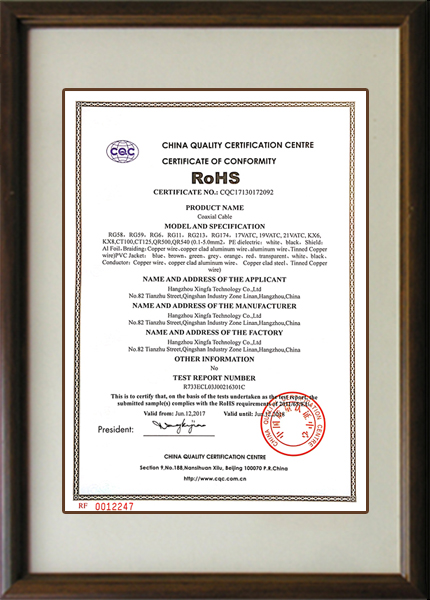 CQC
CHINA QUALITY CERTIFICATION CENTRE
CERTIFICATE OF CONFORMITY
RoHS
CERTIFICATE NO.: CQC17130172092
PRODUCT NAME
Coaxial Cable
MODEL AND SPECIFICATION
RG58、RG59、RG6、RG11、RG213、RG174、17VATC, 19VATC, 21VATC, KX6,
KX8,CT100,CT125,QR500,QR540 (0.1-5.0mm2, PE dielectric: white、black、Shield:
Al Foil、Braiding: Copper wire、copper clad aluminum wire、aluminum wire、Tinned Copper
wire)PVC Jacket: blue、brown、green、grey、orange、red、transparent、white、black、
Conductor: Copper wire、copper clad aluminum wire、Copper clad steel、Tinned Copper
wire)
NAME AND ADDRESS OF THE APPLICANT
Hangzhou Xingfa Technology Co.,Ltd
No.82 Tianzhu Street,Qingshan Industry Zone Linan,Hangzhou,China
NAME AND ADDRESS OF THE MANUFACTURER
Hangzhou Xingfa Technology Co.,Ltd
No.82 Tianzhu Street,Qingshan Industry Zone Linan,Hangzhou,China
NAME AND ADDRESS OF THE FACTORY
Hangzhou Xingfa Technology Co.,Ltd
No.82 Tianzhu Street,Qingshan Industry Zone Linan,Hangzhou,China
OTHER INFORMATION
No
TEST REPORT NUMBER
R733ECL03J00216301C
This is to certify that, on the basis of the tests undertaken as the test report, the
submitted sample(s) complies with the RoHS requirements of
Valid from: Jun.12,2017 Valid until: Jun.
President:
CHINA QUALITY CERTIFICATION CENTRE
CHINA QUALITY CERTIFICATION CENTRE
Section 9,No.188,Nansihuan Xilu, Beijing 100070 P.R.China
http://www.cqc.com.cn
RF 0012247